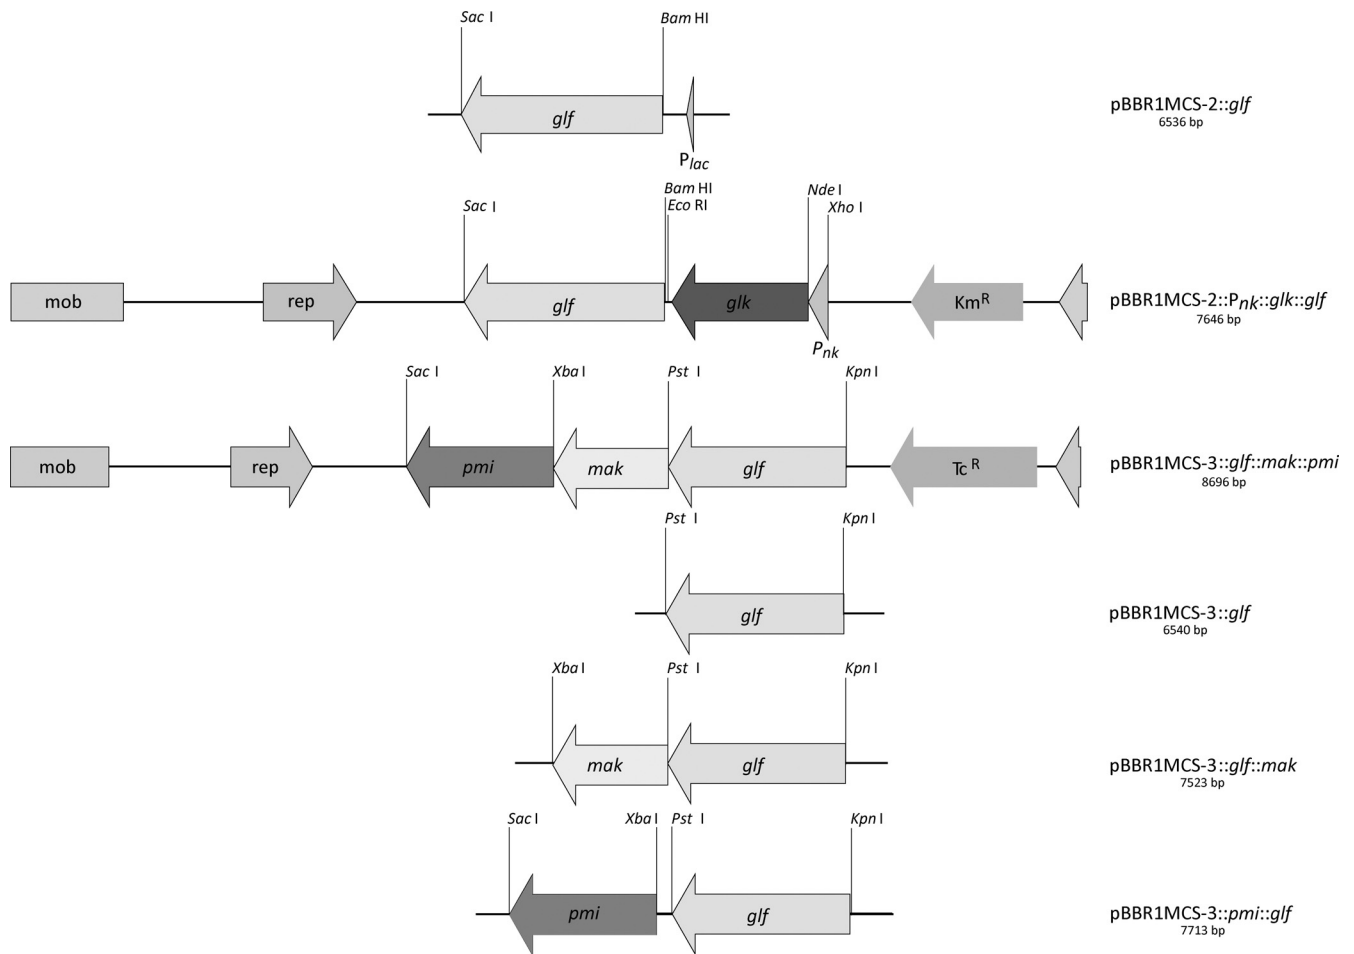 Sac I
Bam HI
glf
Plac
pBBR1MCS-2::glf
6536 bp
Sac I
Bam HI
Eco RI
Nde I
Xho I
mob
rep
glf
glk
Pnk
KmR
pBBR1MCS-2::Pnk::glk::glf
7646 bp
Sac I
Xba I
Pst I
Kpn I
mob
rep
pmi
mak
glf
Tc R
pBBR1MCS-3::glf::mak::pmi
8696 bp
Pst I
Kpn I
glf
pBBR1MCS-3::glf
6540 bp
Xba I
Pst I
Kpn I
mak
glf
pBBR1MCS-3::glf::mak
7523 bp
Sac I
Xba I
Pst I
Kpn I
pmi
glf
pBBR1MCS-3::pmi::glf
7713 bp